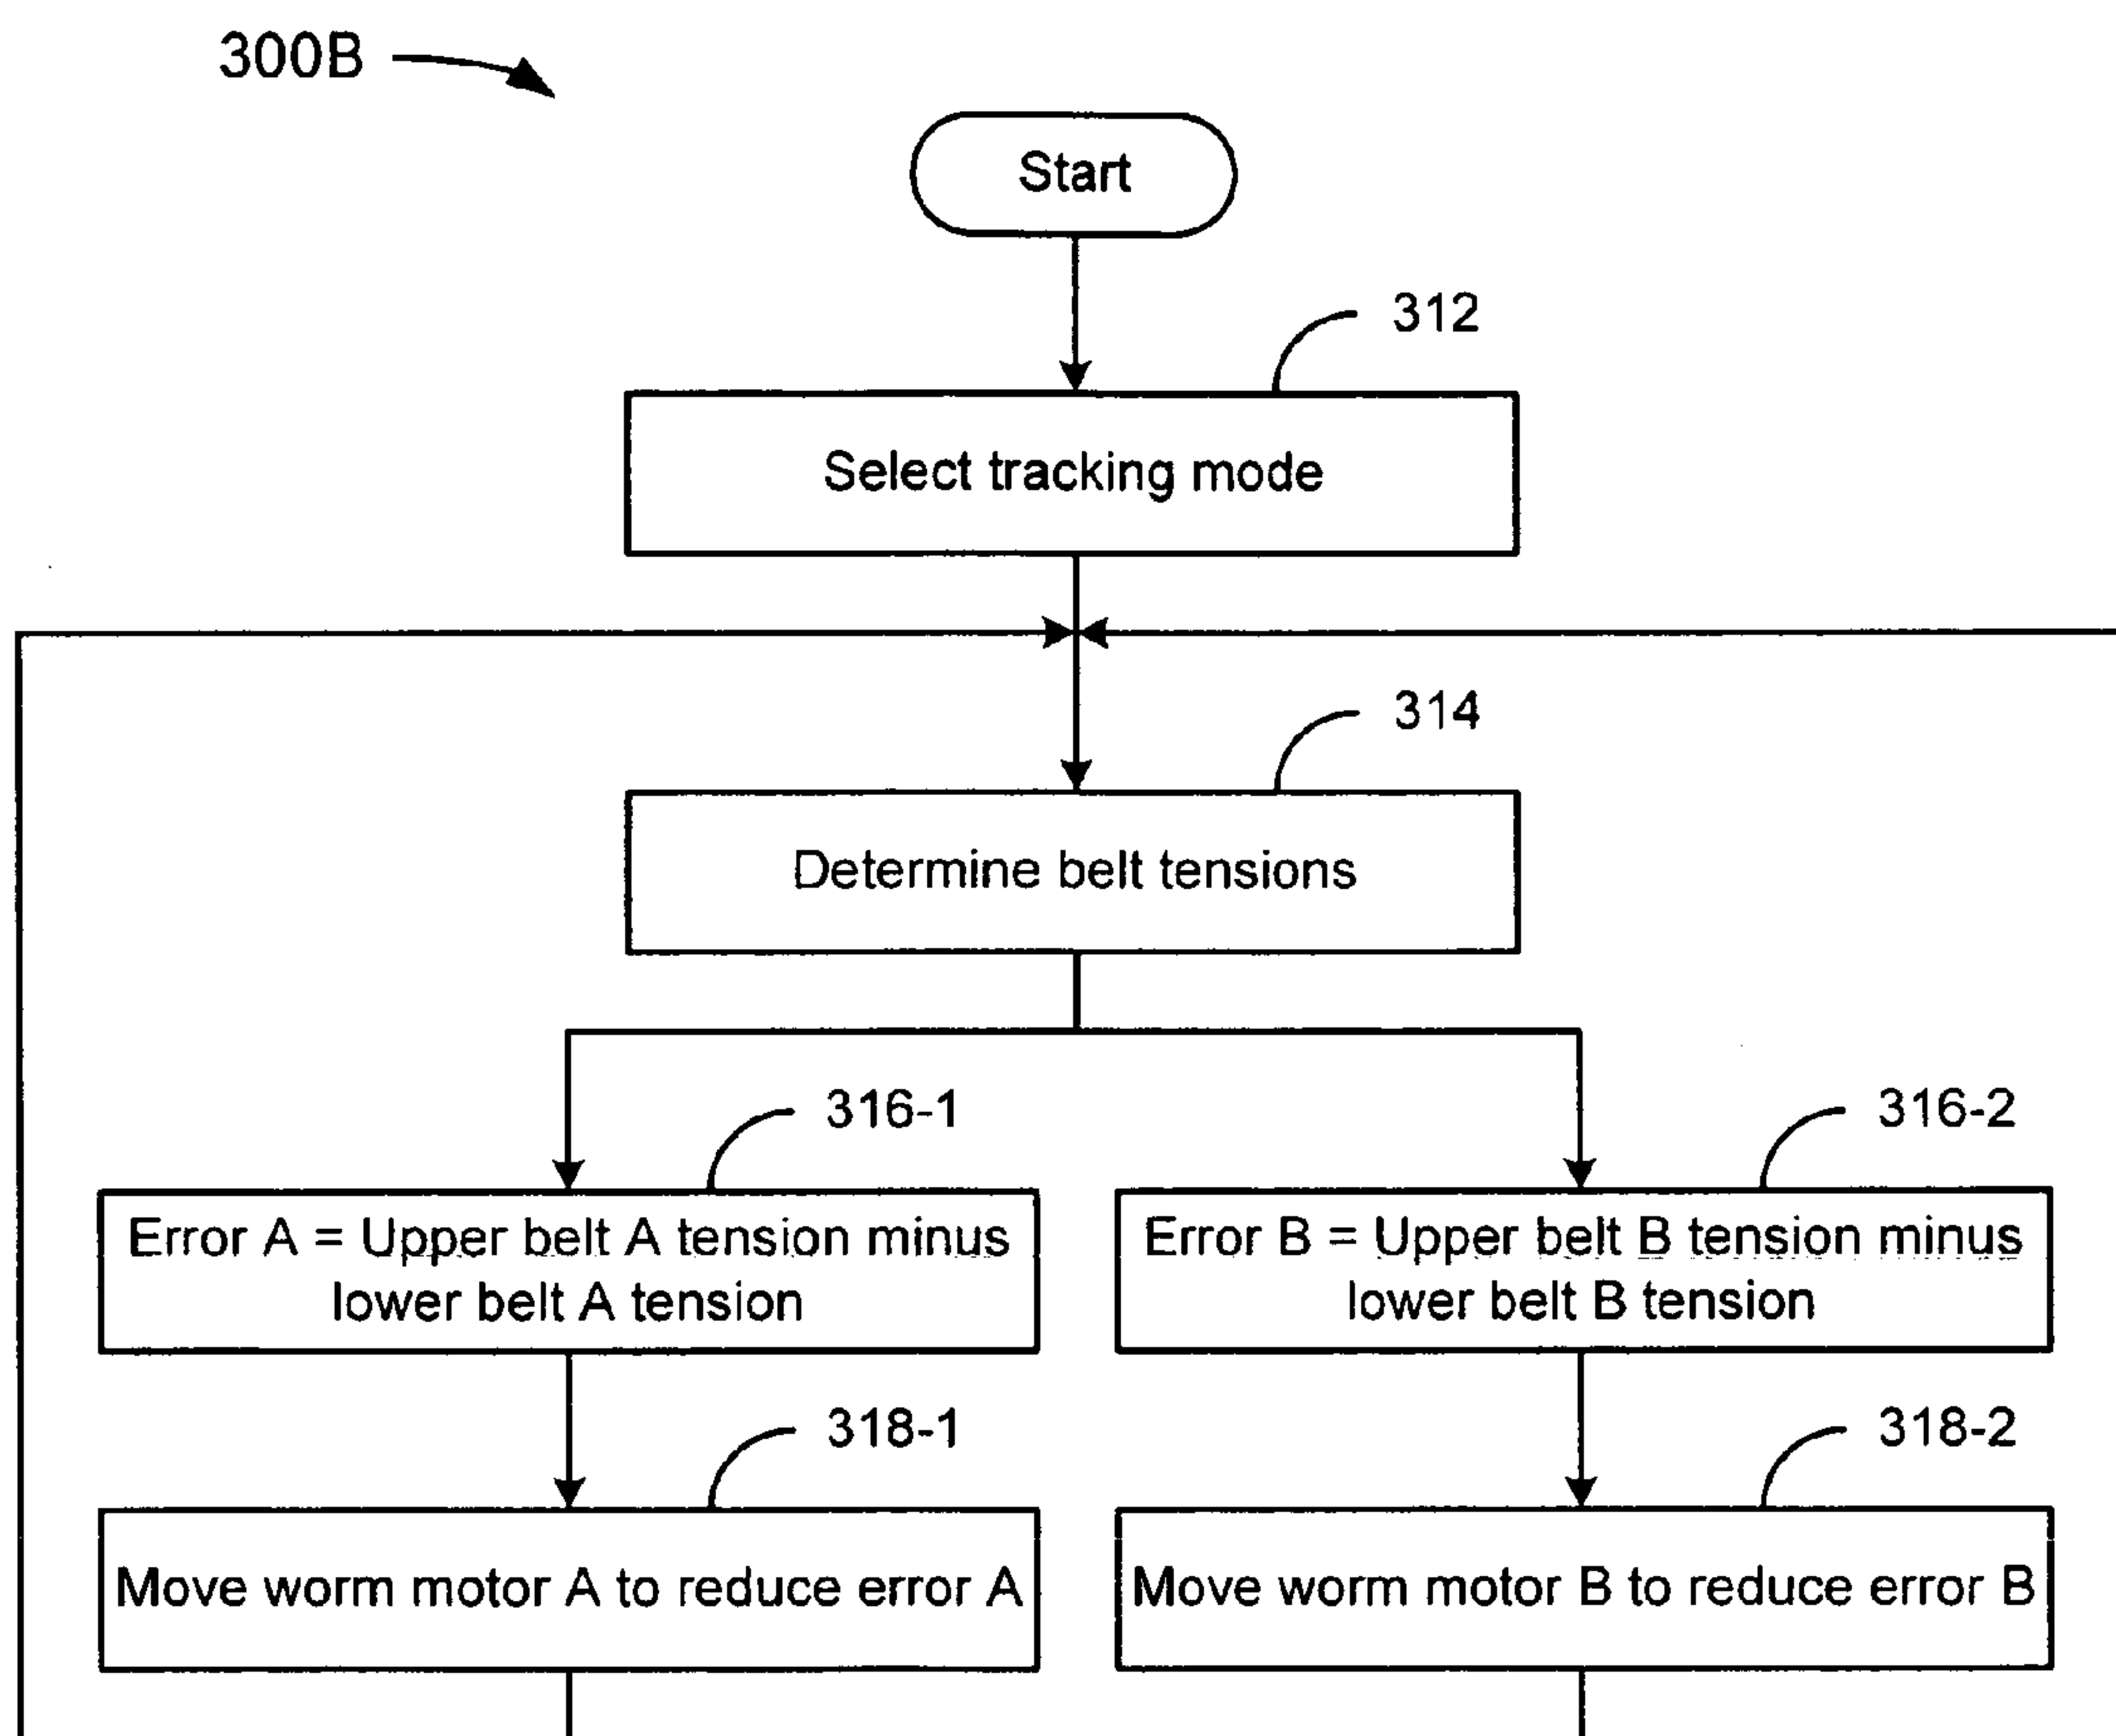 300B
Start
312
Select tracking mode
314
Determine belt tensions
316-1
316-2
Error A = Upper belt A tension minus
lower belt A tension
Error B = Upper belt B tension minus
lower belt B tension
318-1
318-2
Move worm motor A to reduce error A
Move worm motor B to reduce error B